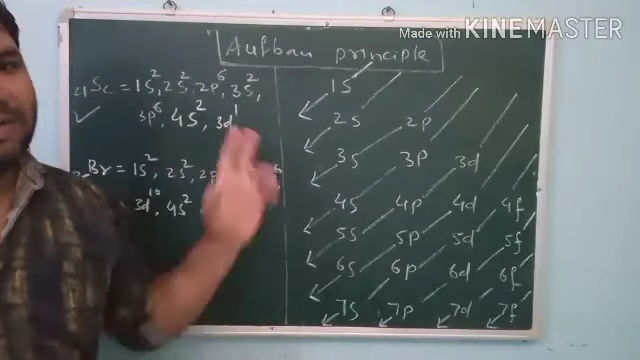 Made with KINEMASTER
Aufbau principle
21Sc = 1s², 2s², 2p⁶, 3s²,
3p⁶, 4s², 3d¹
Br = 1s², 2s², 2p 6
3d¹⁰, 4s²,
1s
2s 2p
3s 3p 3d
4s 4p 4d 4f
5s 5p 5d 5f
6s 6p 6d 6f
7s 7p 7d 7f